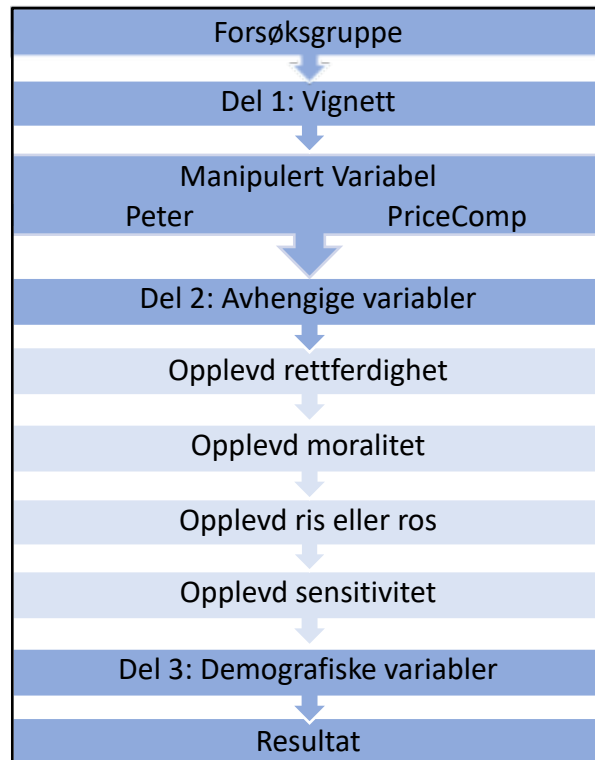 Forsøksgruppe
Del 1: Vignett
Manipulert Variabel
Peter PriceComp
Del 2: Avhengige variabler
Opplevd rettferdighet
Opplevd moralitet
Opplevd ris eller ros
Opplevd sensitivitet
Del 3: Demografiske variabler
Resultat